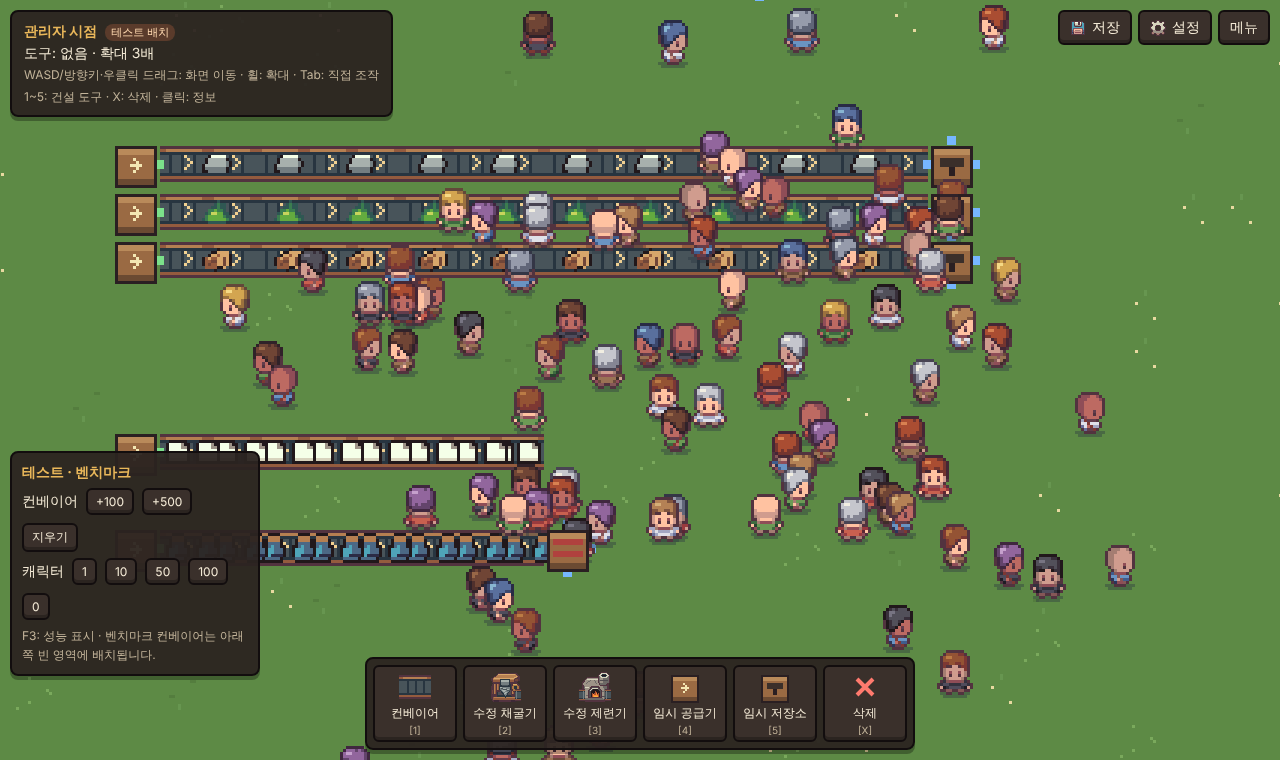 관리자 시점 테스트 배치
도구: 없음 · 확대 3배
WASD/방향키·우클릭 드래그: 화면 이동 · 휠: 확대 · Tab: 직접 조작
1~5: 건설 도구 · X: 삭제 · 클릭: 정보
저장 설정 메뉴
테스트 · 벤치마크
컨베이어 +100 +500
지우기
캐릭터 1 10 50 100
0
F3: 성능 표시 · 벤치마크 컨베이어는 아래
쪽 빈 영역에 배치됩니다.
컨베이어 수정 채굴기 수정 제련기 임시 공급기 임시 저장소 삭제
[1] [2] [3] [4] [5] [X]